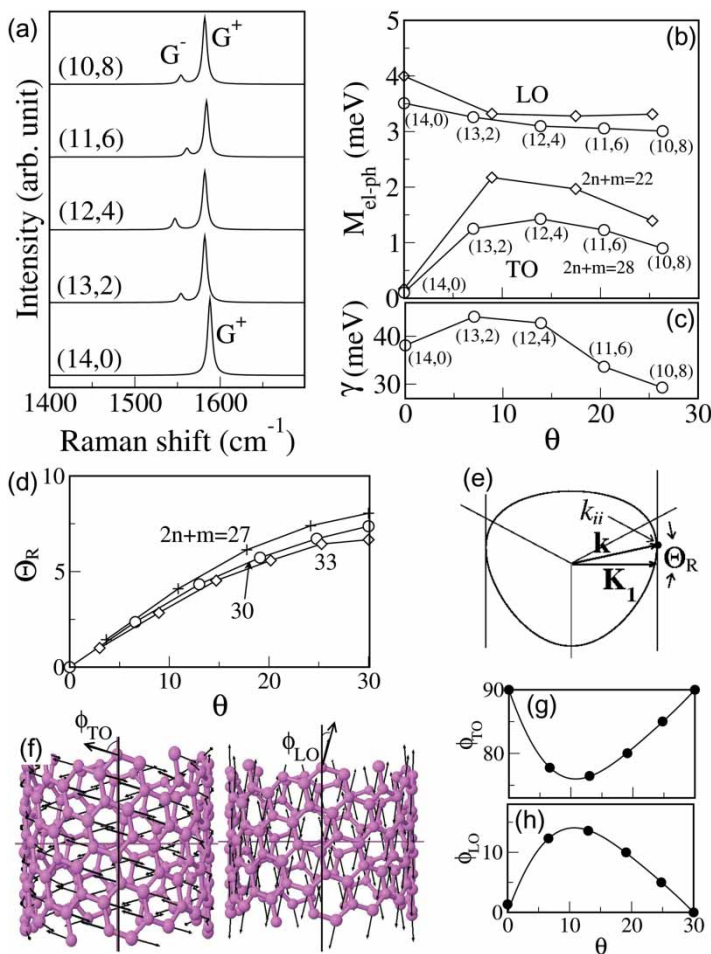 (a)
G⁻
G⁺
(10,8)
(11,6)
(12,4)
(13,2)
(14,0)
G⁺
Intensity (arb. unit)
1400
1500
1600
Raman shift (cm⁻¹)
(b)
LO
(14,0)
(13,2)
(12,4)
(11,6)
(10,8)
2n+m=22
(12,4)
(11,6)
(13,2)
(10,8)
(14,0)
TO
2n+m=28
M_el-ph (meV)
5
4
3
2
1
0
(c)
(13,2)
(12,4)
(14,0)
(11,6)
(10,8)
γ (meV)
40
30
0
10
20
30
θ
(d)
10
5
0
Θ_R
2n+m=27
30
33
0
10
20
30
θ
(e)
k_ii
k
Θ_R
K₁
(f)
ϕ_TO
ϕ_LO
(g)
90
80
ϕ_TO
(h)
10
0
ϕ_LO
0
10
20
30
θ